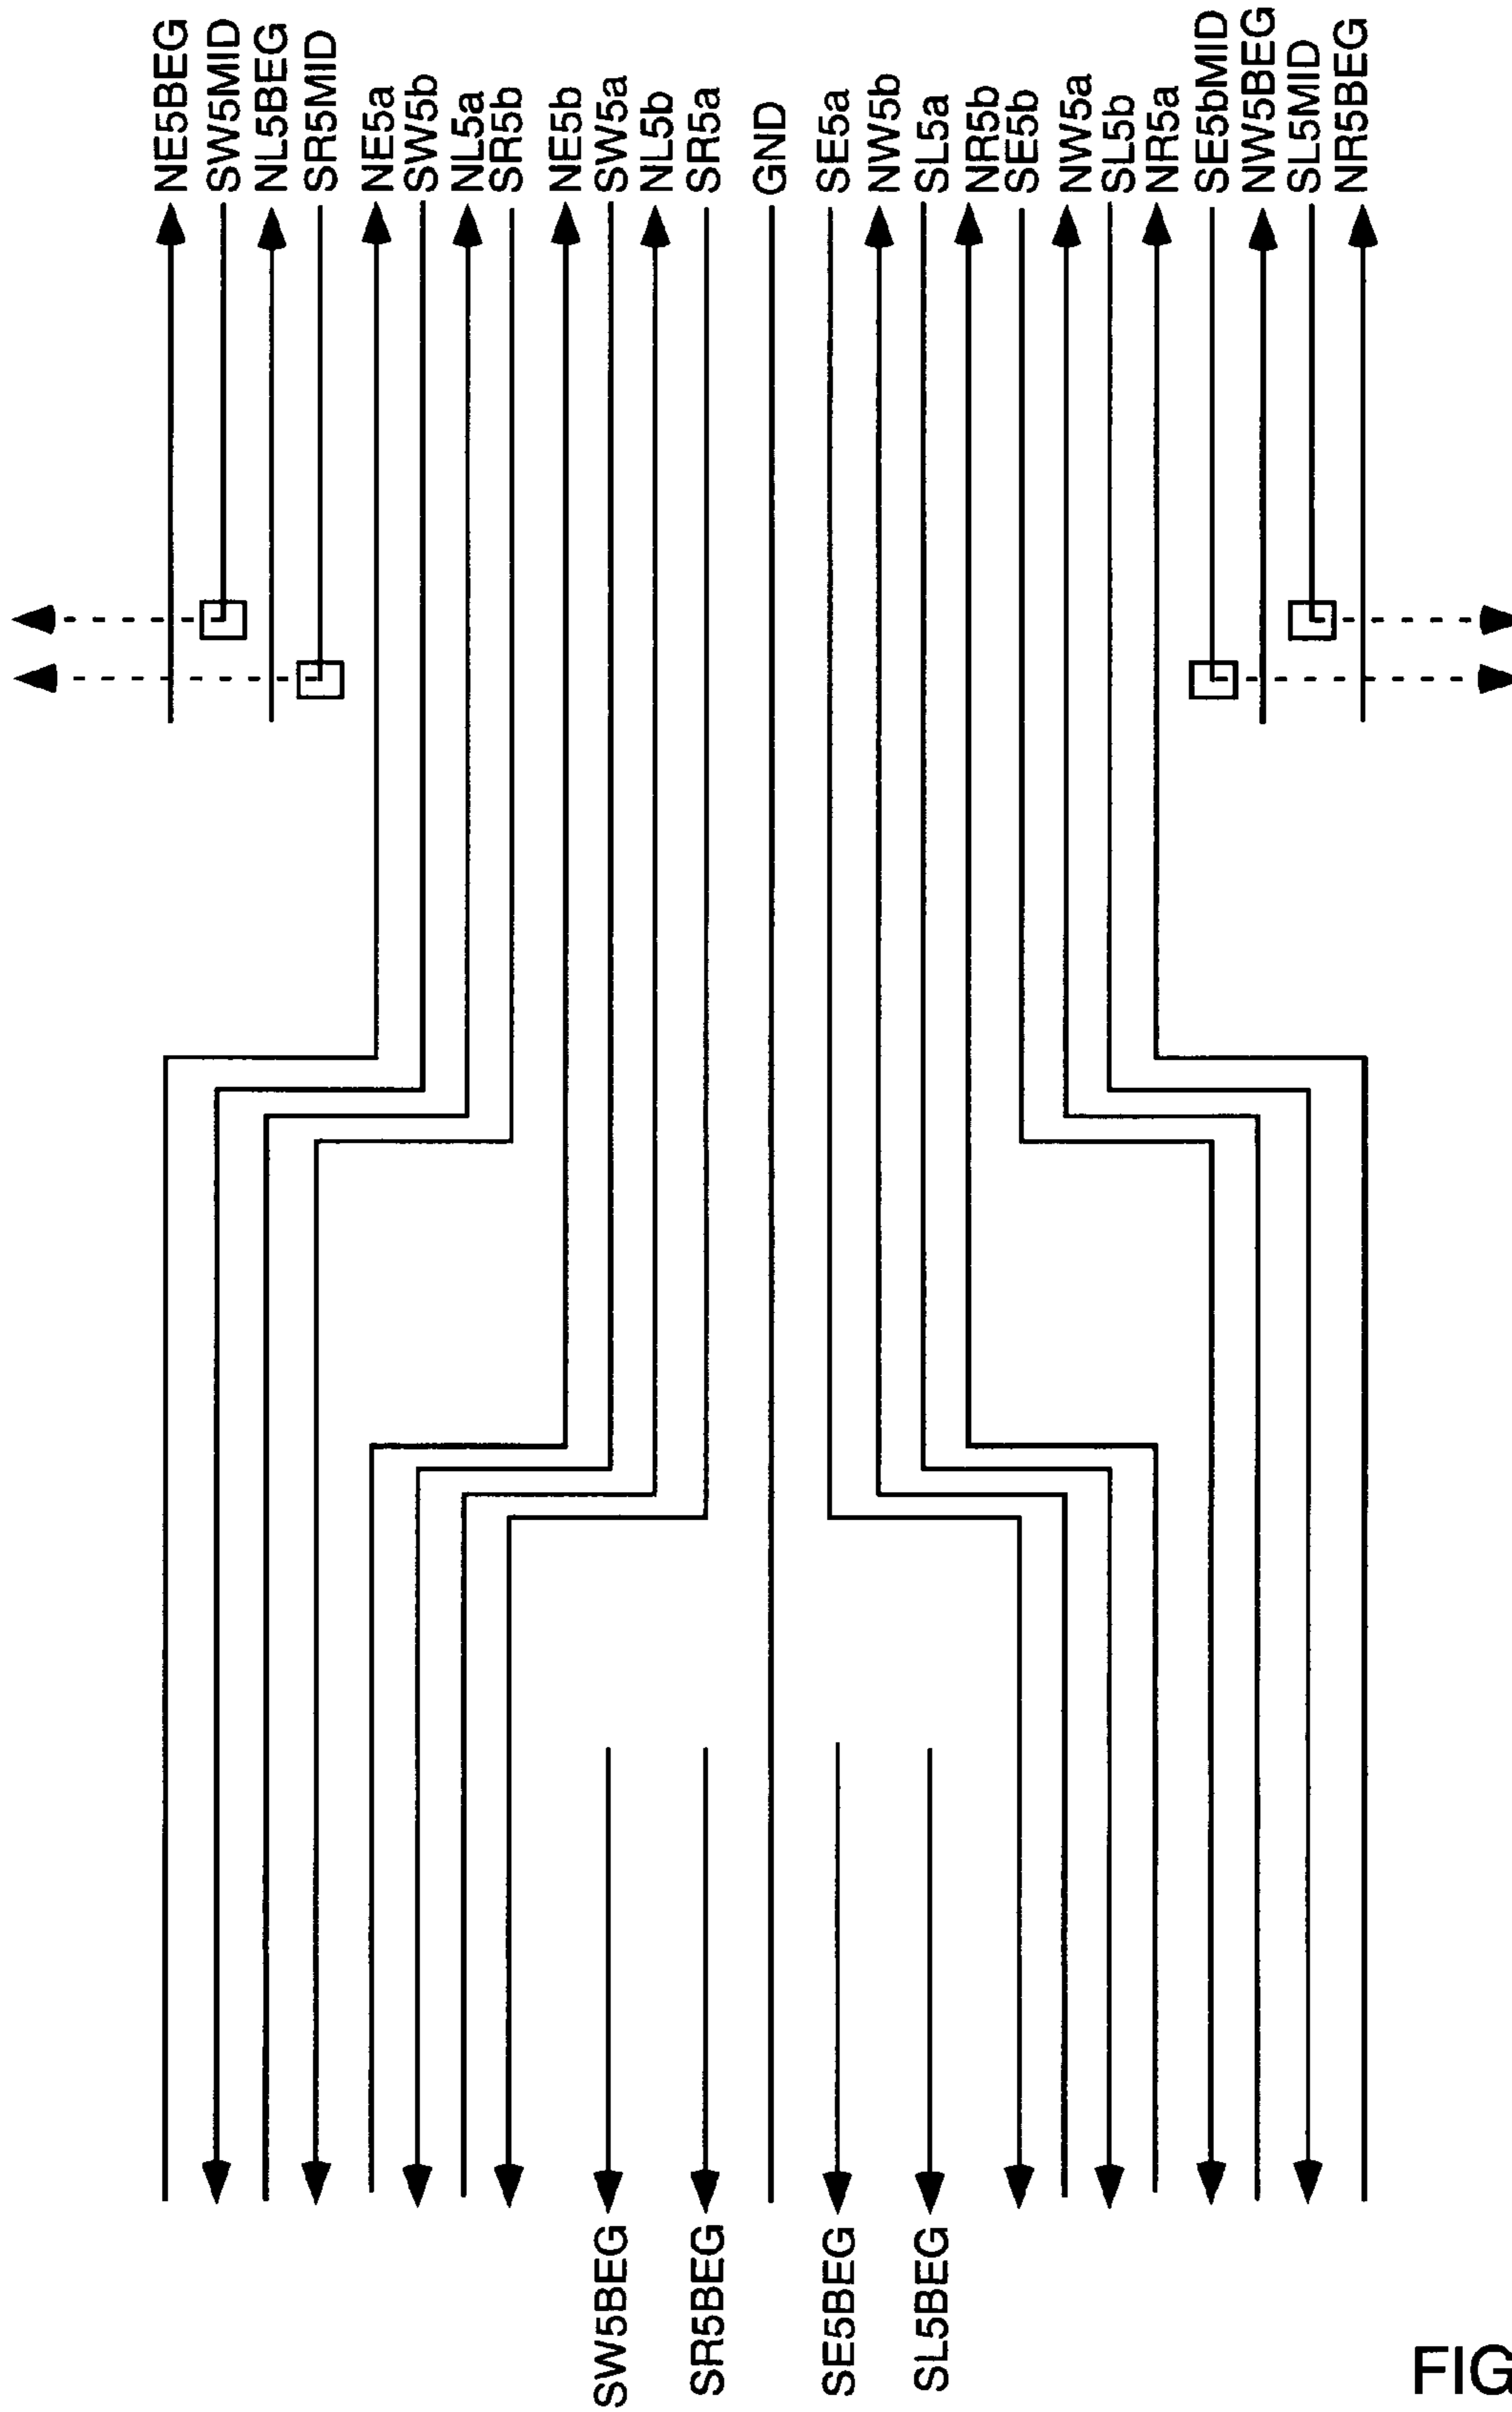 NE5BEG
SW5MID
NL5BEG
SR5MID
NE5a
SW5b
NL5a
SR5b
NE5b
SW5a
NL5b
SR5a
GND
SE5a
NW5b
SL5a
NR5b
SE5b
NW5a
SL5b
NR5a
SE5bMID
NW5BEG
SL5MID
NR5BEG
SW5BEG
SR5BEG
SE5BEG
SL5BEG
FIG